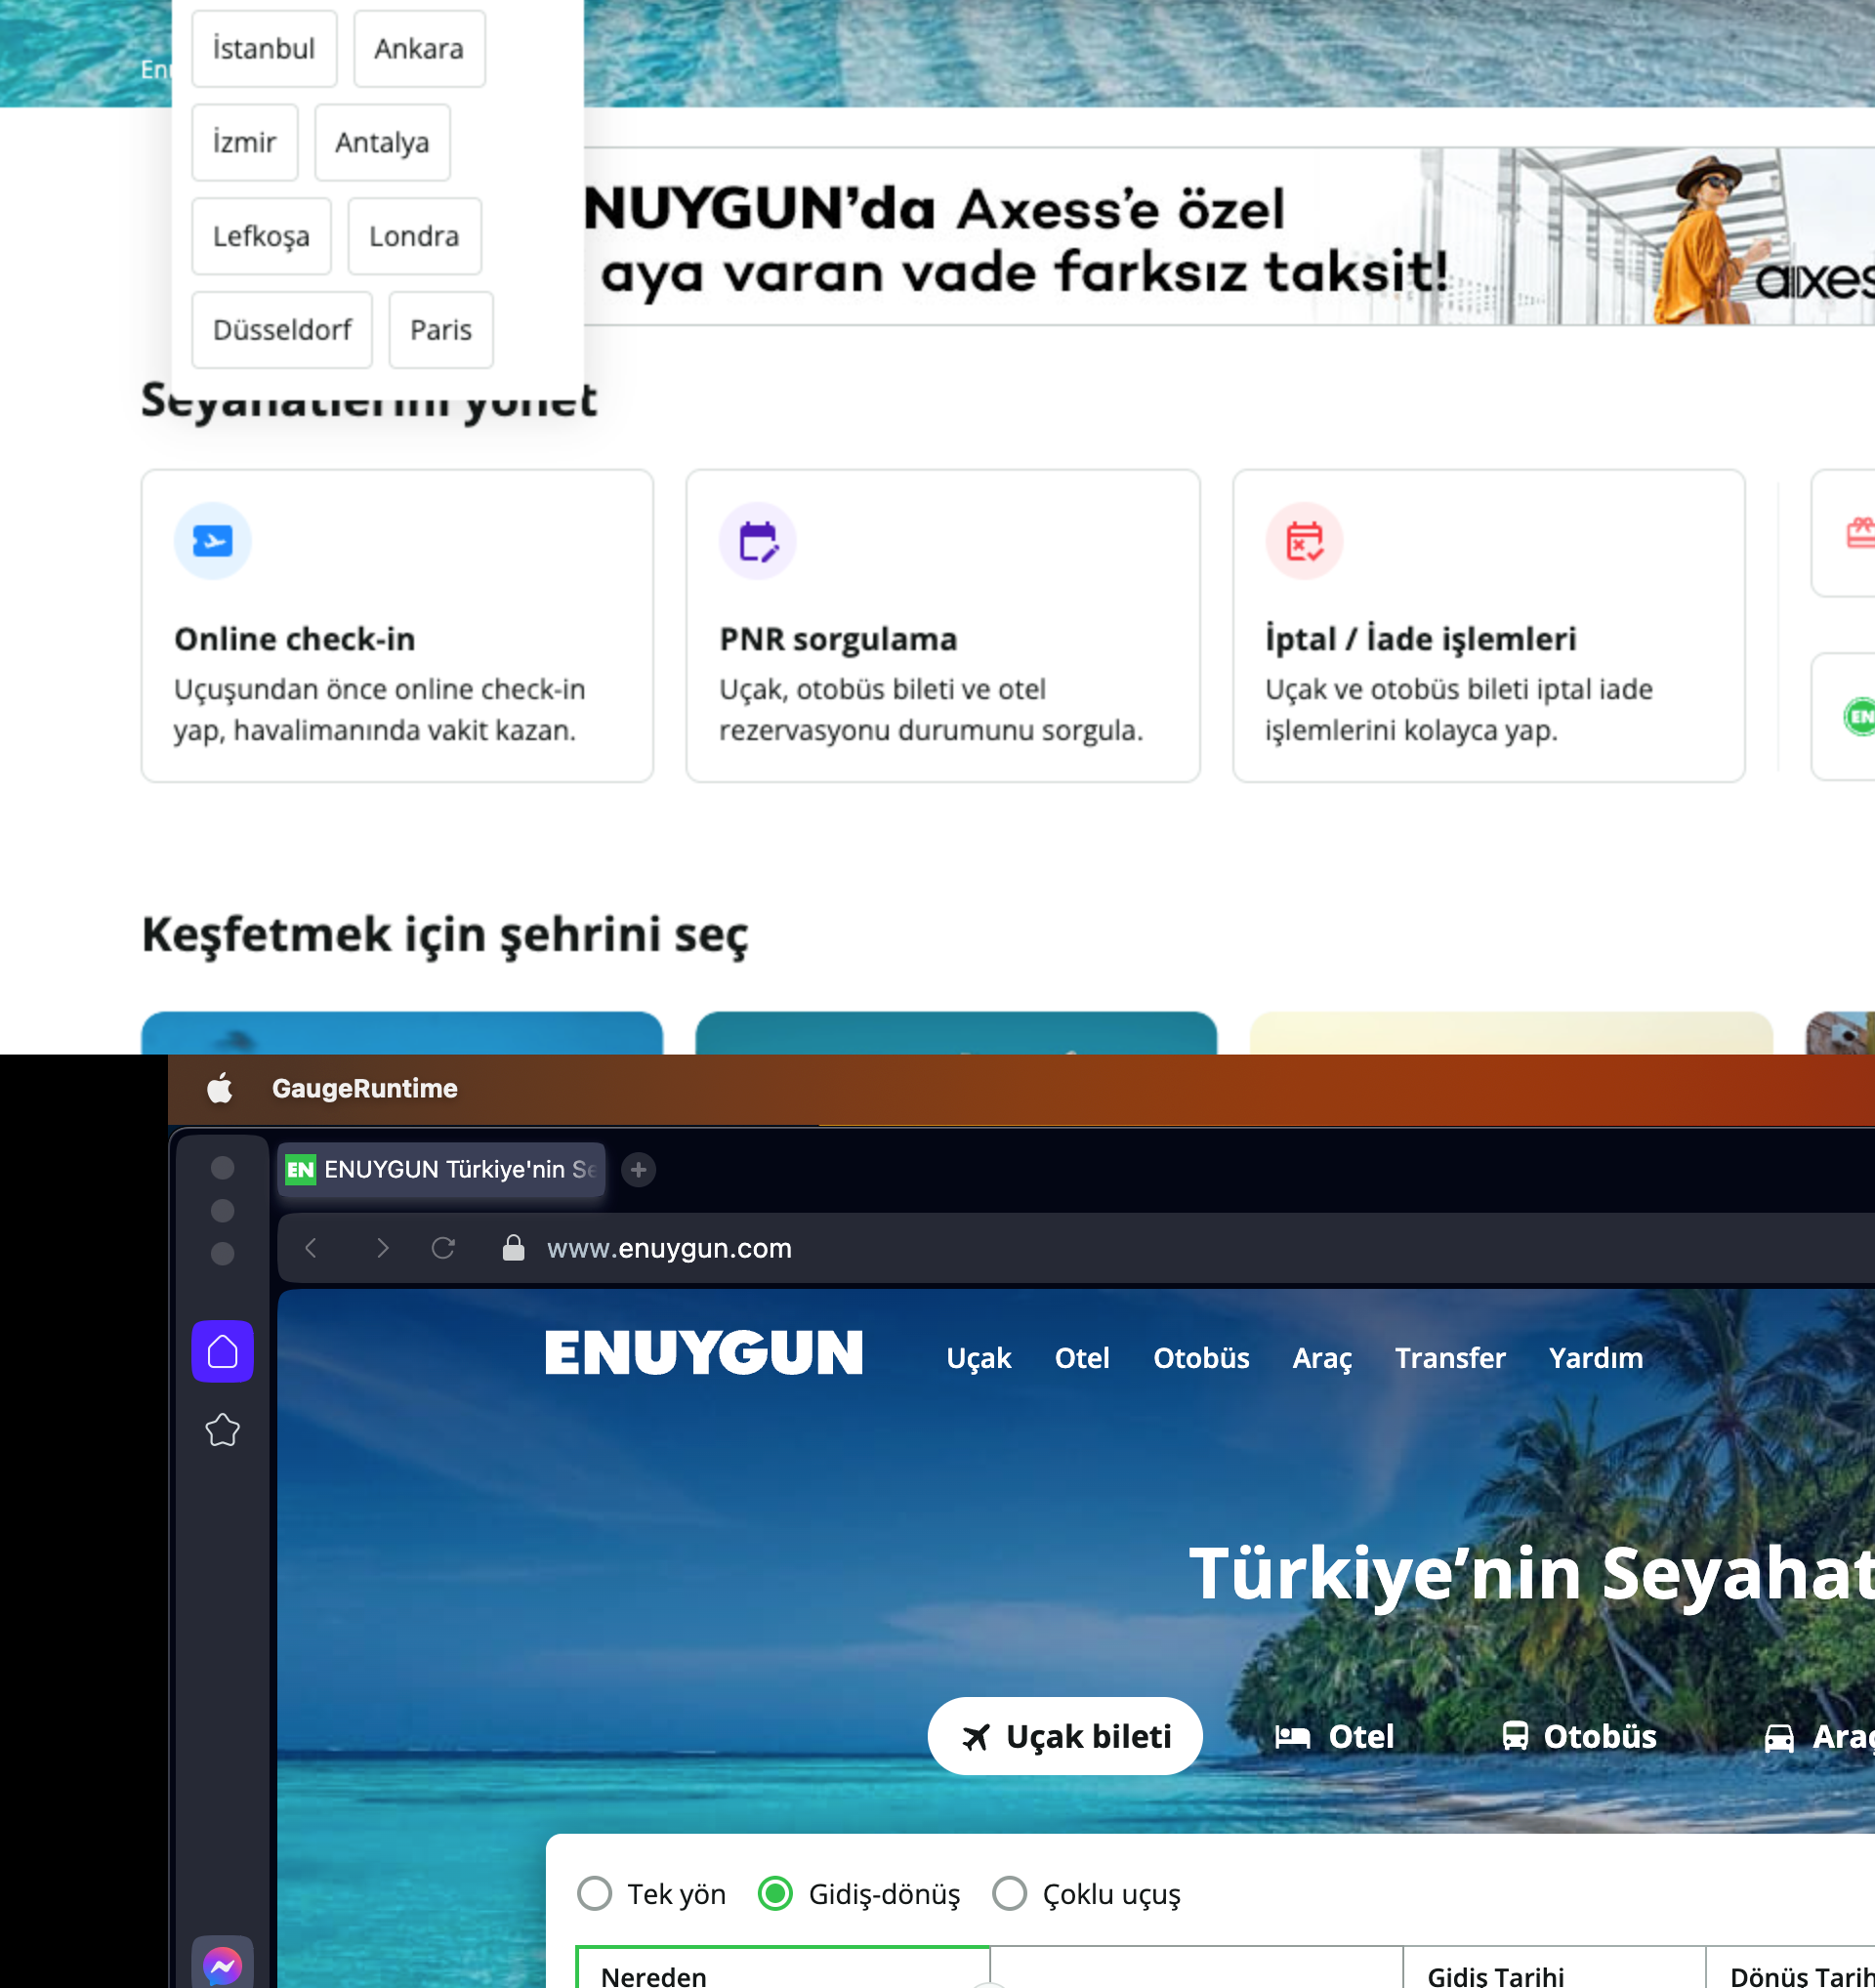 İstanbul
Ankara
İzmir
Antalya
Lefkoşa
Londra
Düsseldorf
Paris
NUYGUN’da Axess’e özel
aya varan vade farksız taksit!
Seyahatlerini yönet
Online check-in
Uçuşundan önce online check-in
yap, havalimanında vakit kazan.
PNR sorgulama
Uçak, otobüs bileti ve otel
rezervasyonu durumunu sorgula.
İptal / İade işlemleri
Uçak ve otobüs bileti iptal iade
işlemlerini kolayca yap.
EN
Keşfetmek için şehrini seç
GaugeRuntime
EN ENUYGUN Türkiye'nin Se
www.enuygun.com
ENUYGUN
Uçak
Otel
Otobüs
Araç
Transfer
Yardım
Türkiye’nin Seyahat
Uçak bileti
Otel
Otobüs
Araç
Tek yön
Gidiş-dönüş
Çoklu uçuş
Nereden
Gidiş Tarihi
Dönüş Tarih